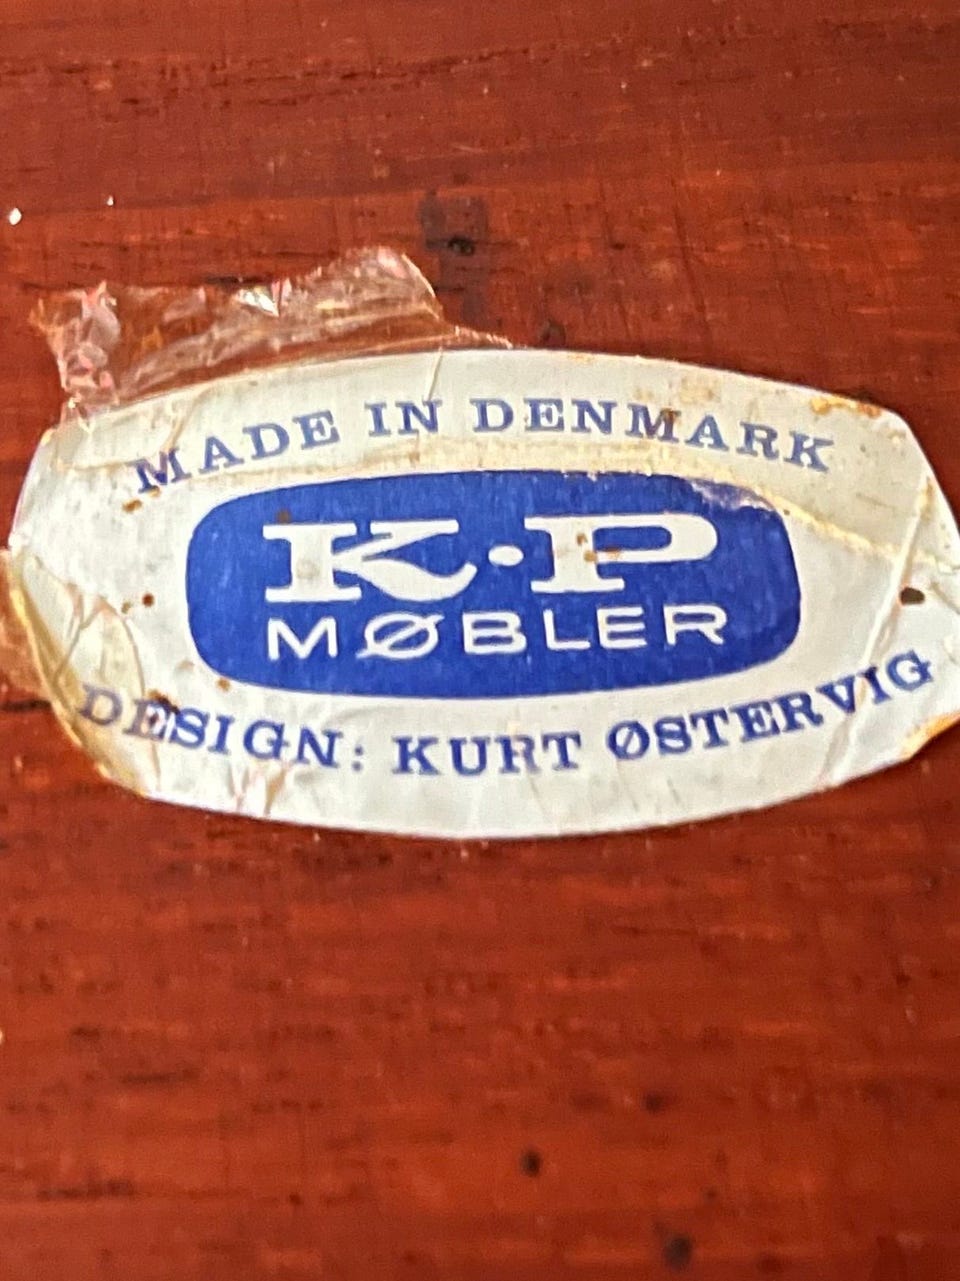 MADE IN DENMARK
K·P
MØBLER
DESIGN: KURT ØSTERVIG